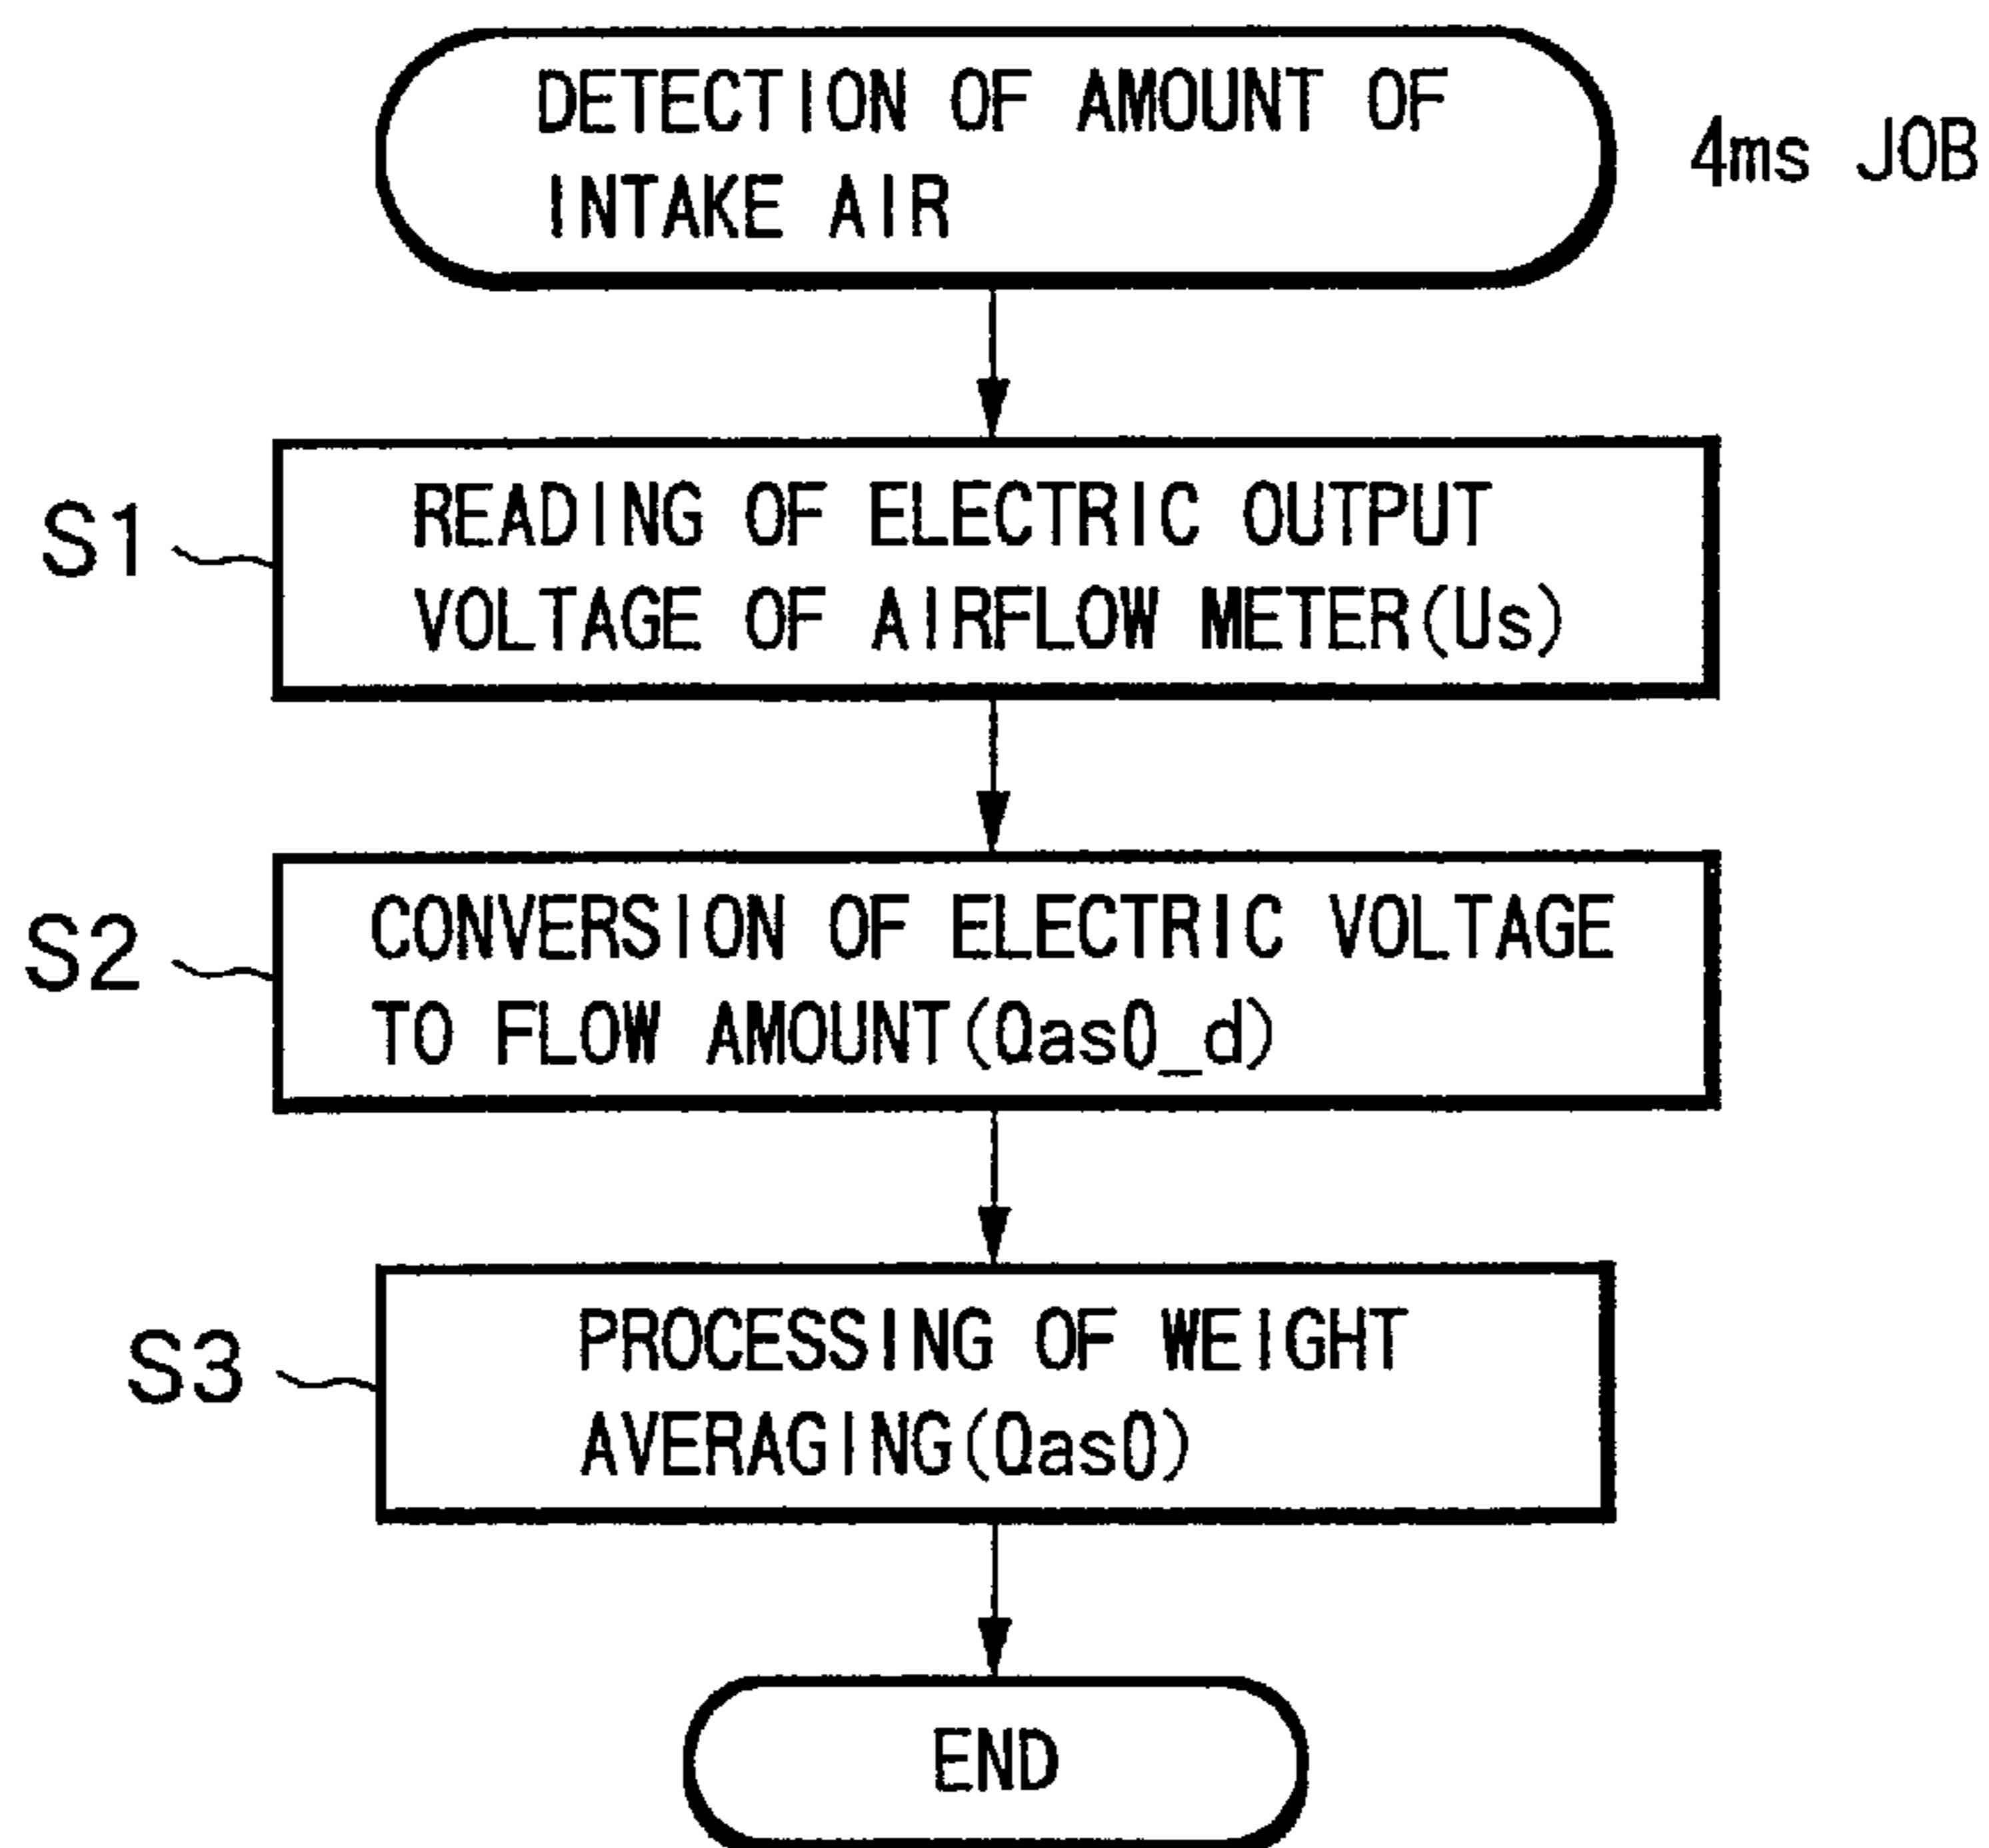 DETECTION OF AMOUNT OF
INTAKE AIR
4ms JOB
S1
READING OF ELECTRIC OUTPUT
VOLTAGE OF AIRFLOW METER(Us)
S2
CONVERSION OF ELECTRIC VOLTAGE
TO FLOW AMOUNT(Qas0_d)
S3
PROCESSING OF WEIGHT
AVERAGING(Qas0)
END